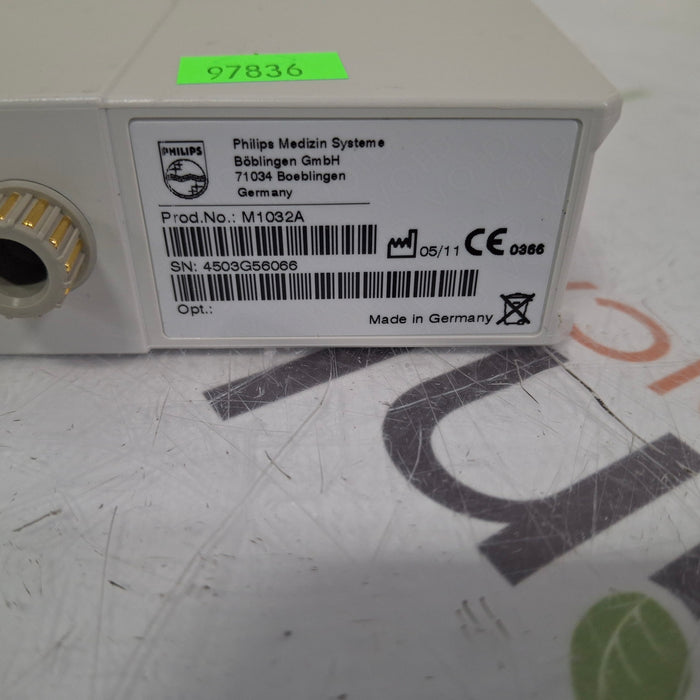 97836
PHILIPS
Philips Medizin Systeme
Böblingen GmbH
71034 Boeblingen
Germany
Prod.No.: M1032A
05/11 CE 0366
SN: 4503G56066
Opt.:
Made in Germany